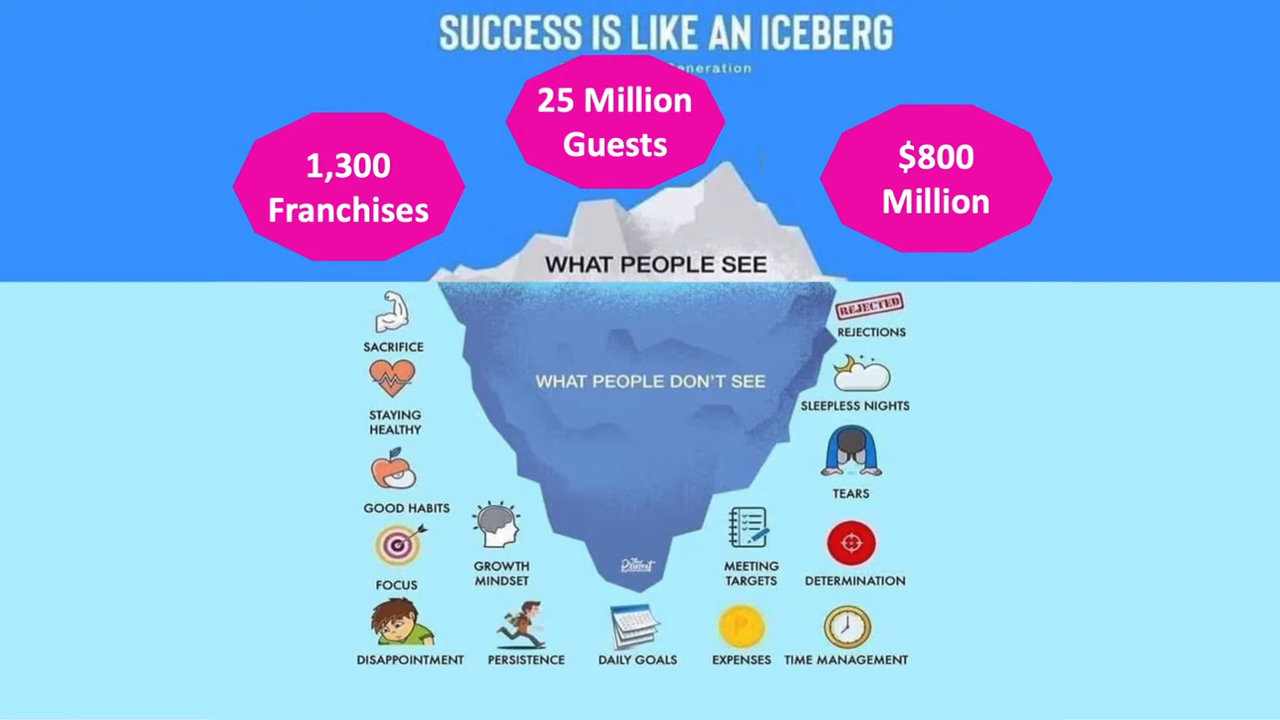 SUCCESS IS LIKE AN ICEBERG
25 Million
Guests
1,300
Franchises
$800
Million
WHAT PEOPLE SEE
WHAT PEOPLE DON'T SEE
SACRIFICE
STAYING
HEALTHY
GOOD HABITS
FOCUS
GROWTH
MINDSET
DISAPPOINTMENT
PERSISTENCE
DAILY GOALS
EXPENSES
TIME MANAGEMENT
MEETING
TARGETS
DETERMINATION
TEARS
SLEEPLESS NIGHTS
REJECTED
REJECTIONS